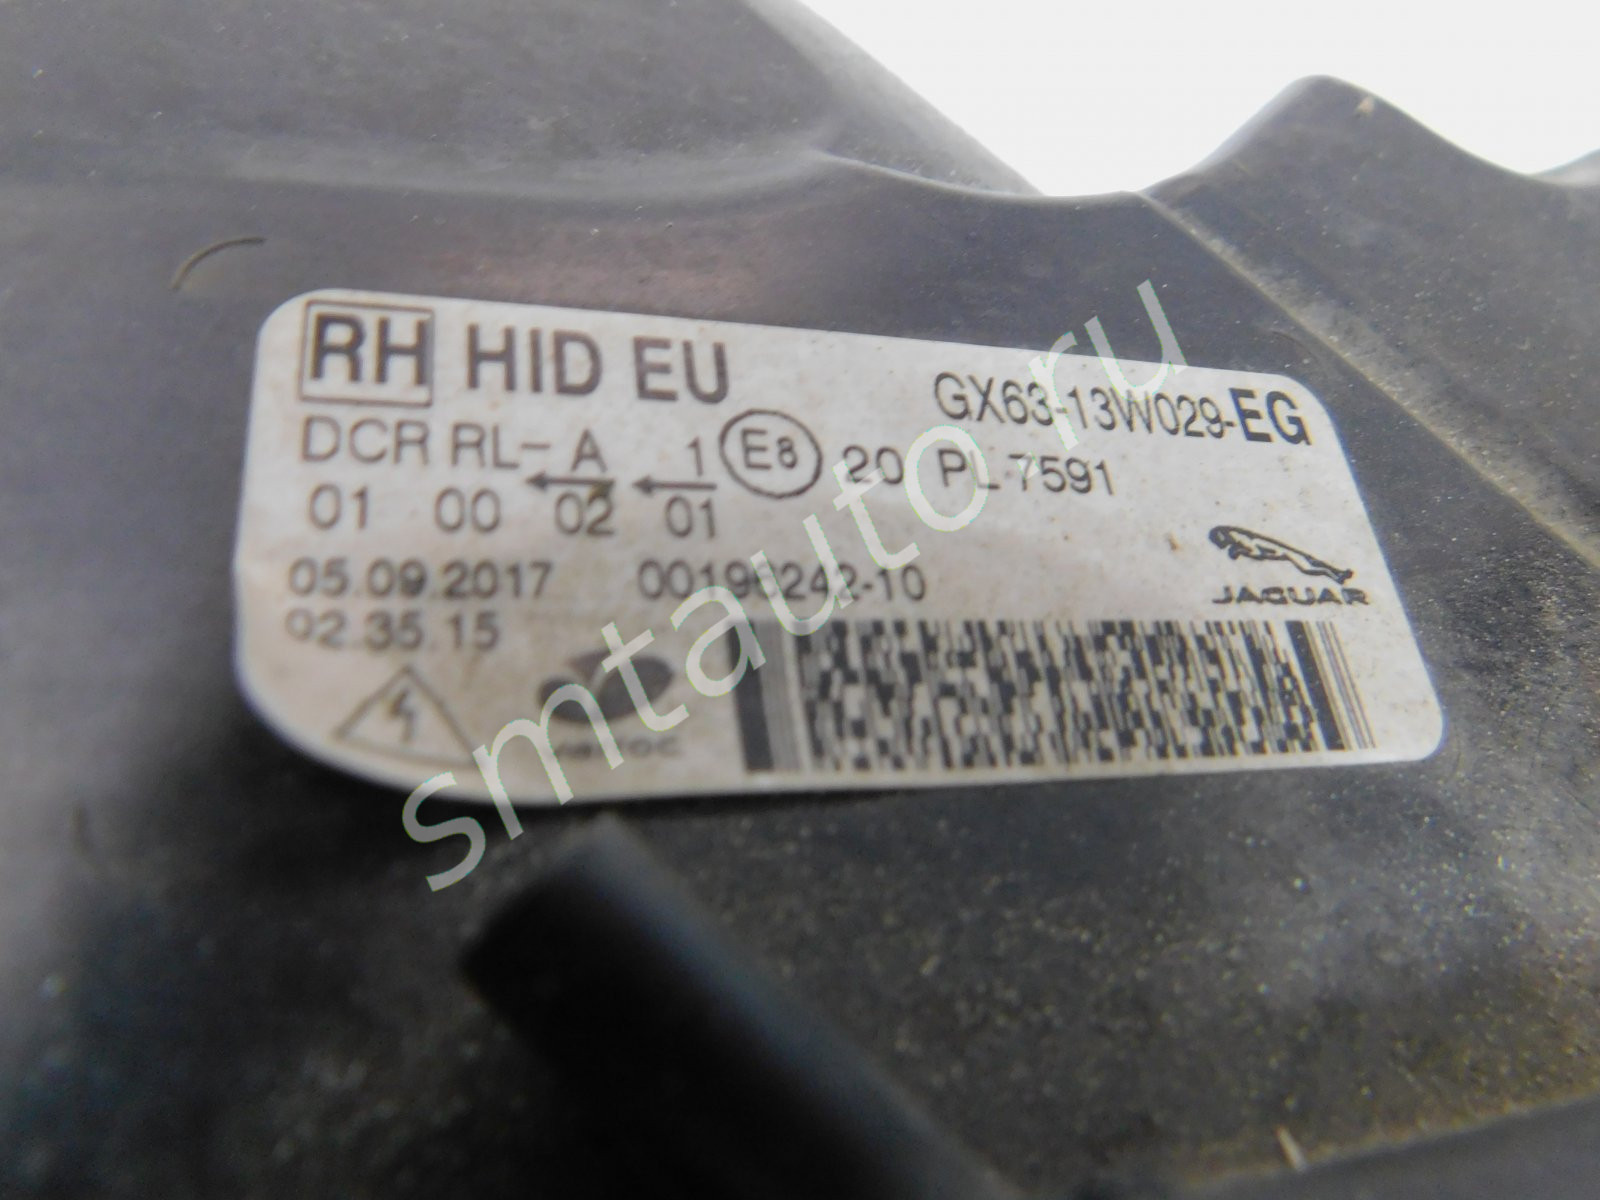 RH HID EU
GX63-13W029-EG
DCR RL- A 1 E8 20 PL 7591
01 00 02 01
05.09.2017 00196242-10
02.35.15
JAGUAR
smtauto.ru